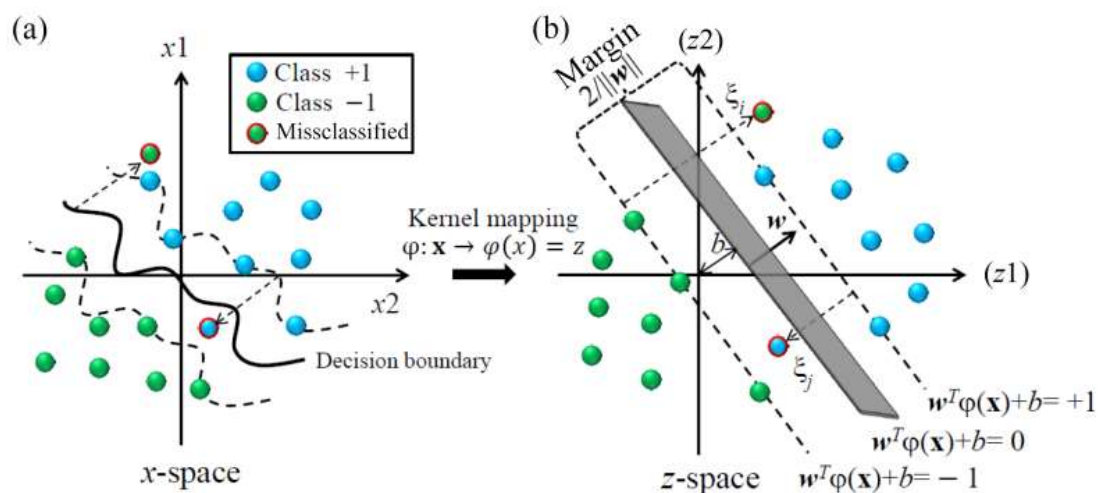 (a)
x1
Class +1
Class −1
Missclassified
x2
Decision boundary
x-space
Kernel mapping
φ: x → φ(x) = z
(b)
(z2)
Margin
2/||w||
ξi
w
b
(z1)
ξj
wᵀφ(x)+b= +1
wᵀφ(x)+b= 0
wᵀφ(x)+b= − 1
z-space